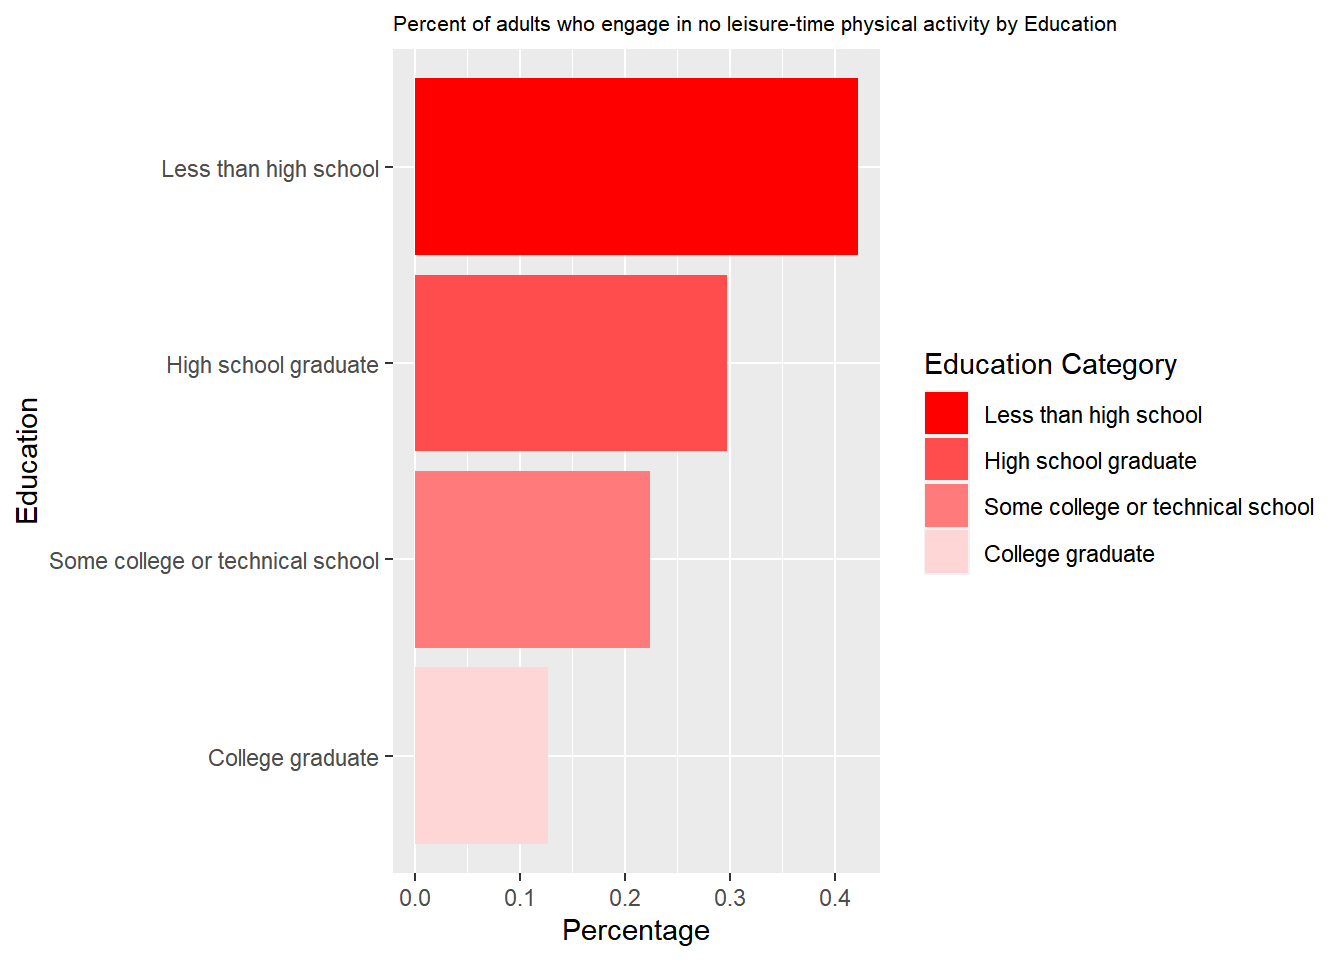 Percent of adults who engage in no leisure-time physical activity by Education
Education
Less than high school
High school graduate
Some college or technical school
College graduate
0.0 0.1 0.2 0.3 0.4
Percentage
Education Category
Less than high school
High school graduate
Some college or technical school
College graduate